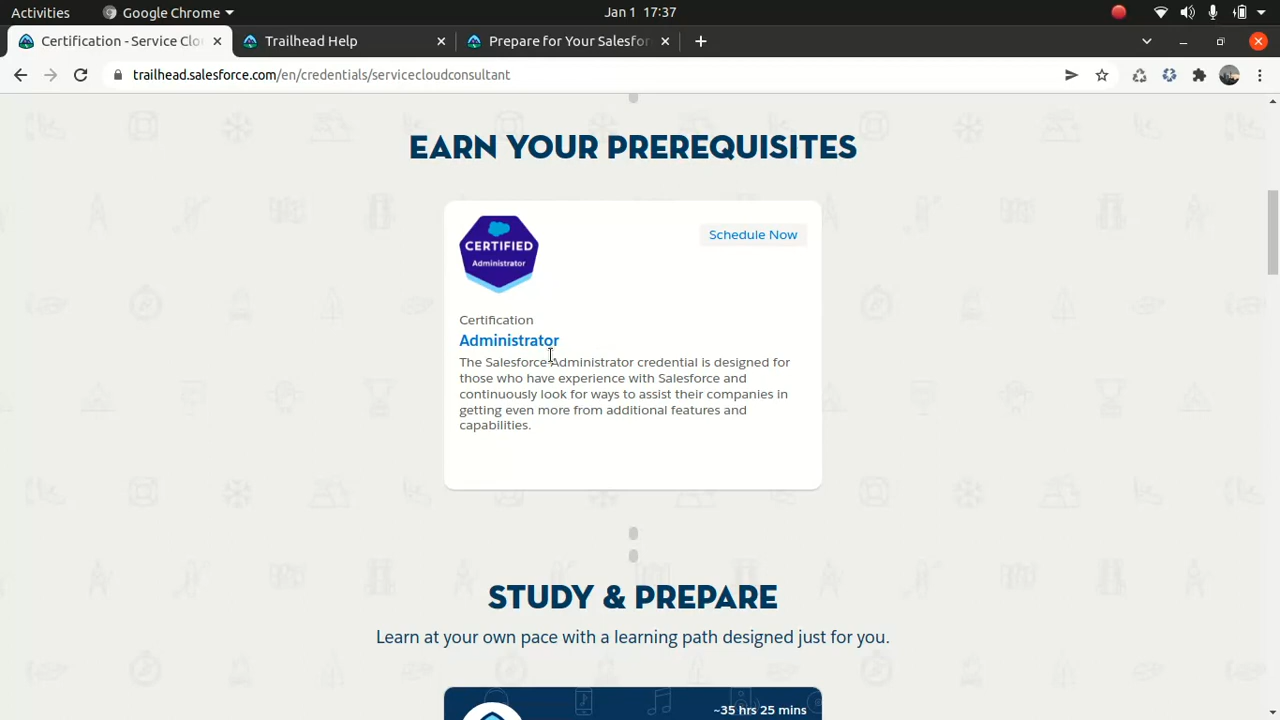 Activities
Google Chrome
Jan 1 17:37
Certification - Service Clo
Trailhead Help
Prepare for Your Salesfor
trailhead.salesforce.com/en/credentials/servicecloudconsultant
EARN YOUR PREREQUISITES
CERTIFIED
Administrator
Schedule Now
Certification
Administrator
The Salesforce Administrator credential is designed for
those who have experience with Salesforce and
continuously look for ways to assist their companies in
getting even more from additional features and
capabilities.
STUDY & PREPARE
Learn at your own pace with a learning path designed just for you.
~35 hrs 25 mins